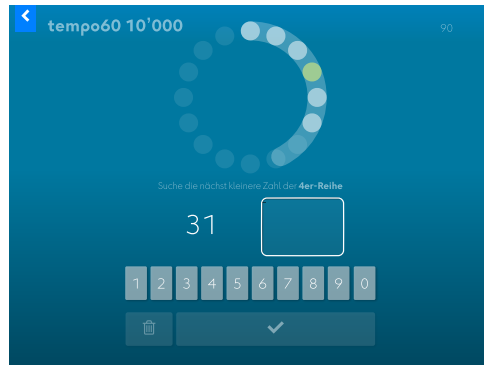 tempo60 10’000
90
Suche die nächst kleinere Zahl der 4er-Reihe
31
1 2 3 4 5 6 7 8 9 0